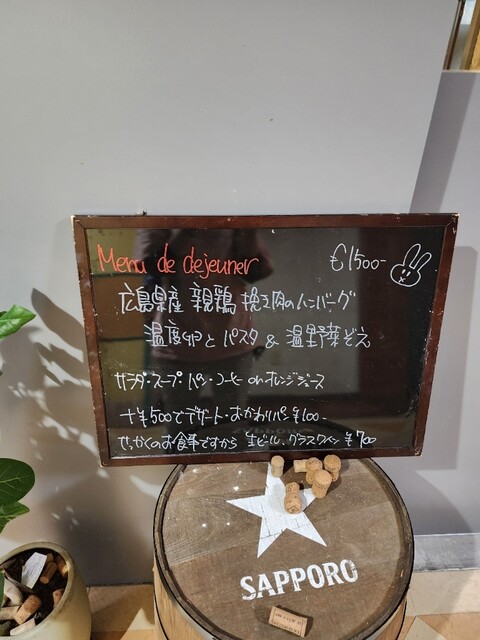 Menu de dejeuner ¥1500-
広島県産 親鶏 挽き肉のハンバーグ
温度卵と パスタ & 温野菜ぞえ
サラダ・スープ・パン・コーヒー or オレンジジュース
+¥500でデザート・おかわりパン¥100-
せっかくのお食事ですから 生ビール、グラスワイン ¥700
SAPPORO